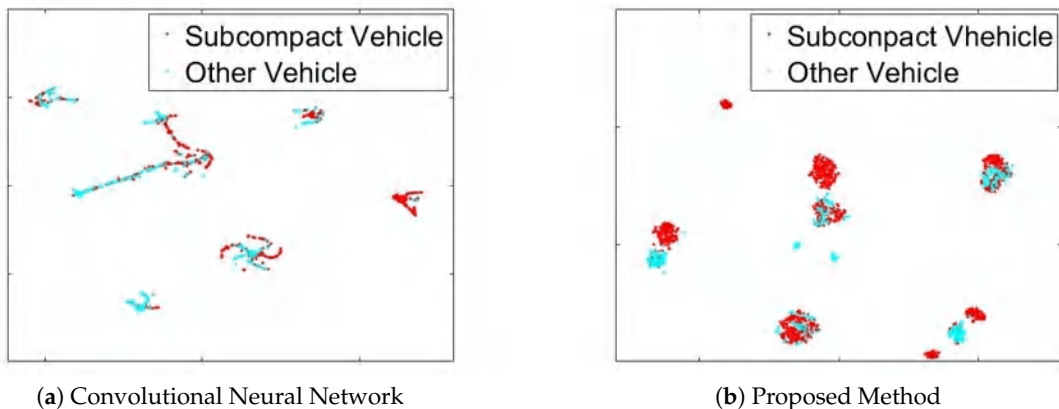 Subcompact Vehicle
Other Vehicle
Subconpact Vhehicle
Other Vehicle
(a) Convolutional Neural Network
(b) Proposed Method